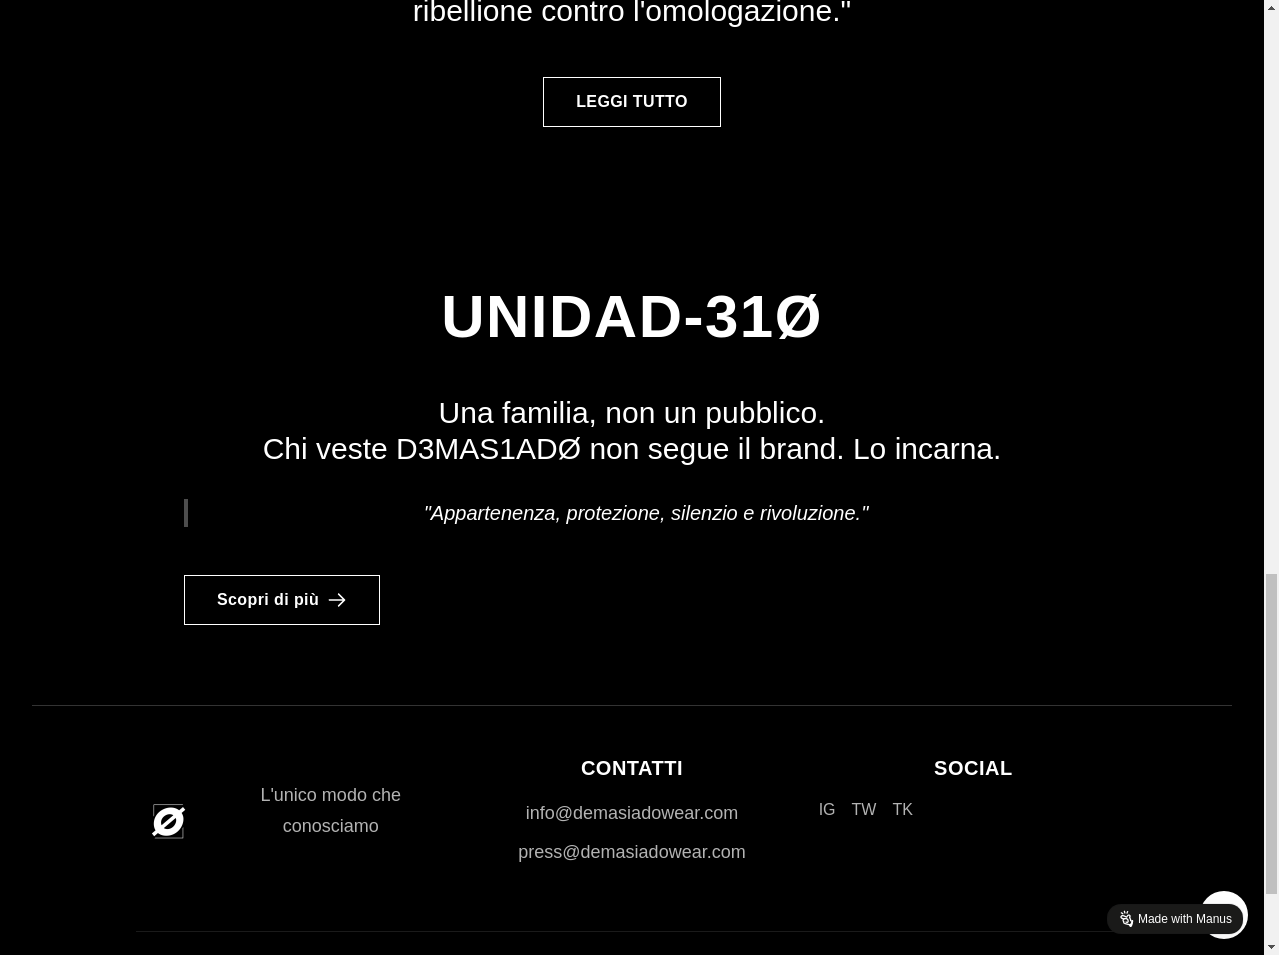 ribellione contro l'omologazione."
LEGGI TUTTO
UNIDAD-31Ø
Una familia, non un pubblico.
Chi veste D3MAS1ADØ non segue il brand. Lo incarna.
"Appartenenza, protezione, silenzio e rivoluzione."
Scopri di più
L'unico modo che
conosciamo
CONTATTI
info@demasiadowear.com
press@demasiadowear.com
SOCIAL
IG TW TK
Made with Manus